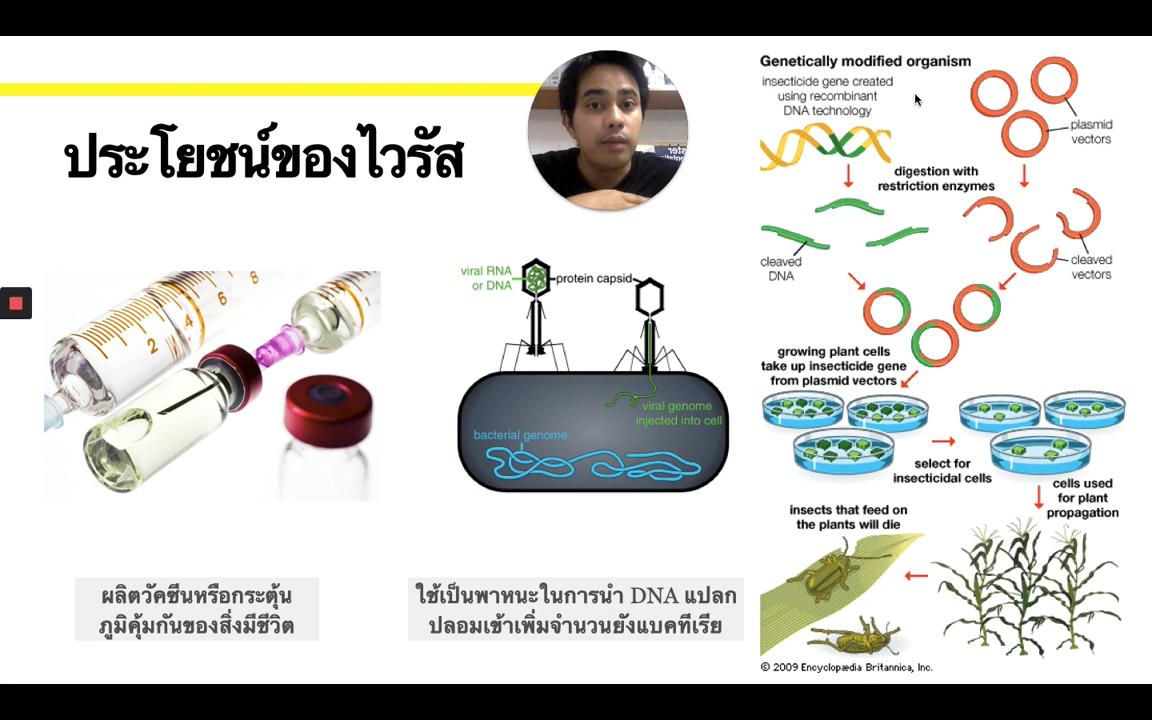 ประโยชน์ของไวรัส
2
4
6
8
ผลิตวัคซีนหรือกระตุ้น
ภูมิคุ้มกันของสิ่งมีชีวิต
viral RNA
or DNA
protein capsid
viral genome
injected into cell
bacterial genome
ใช้เป็นพาหนะในการนำ DNA แปลก
ปลอมเข้าเพิ่มจำนวนยังแบคทีเรีย
Genetically modified organism
insecticide gene created
using recombinant
DNA technology
plasmid
vectors
digestion with
restriction enzymes
cleaved
DNA
cleaved
vectors
growing plant cells
take up insecticide gene
from plasmid vectors
select for
insecticidal cells
cells used
for plant
propagation
insects that feed on
the plants will die
© 2009 Encyclopædia Britannica, Inc.